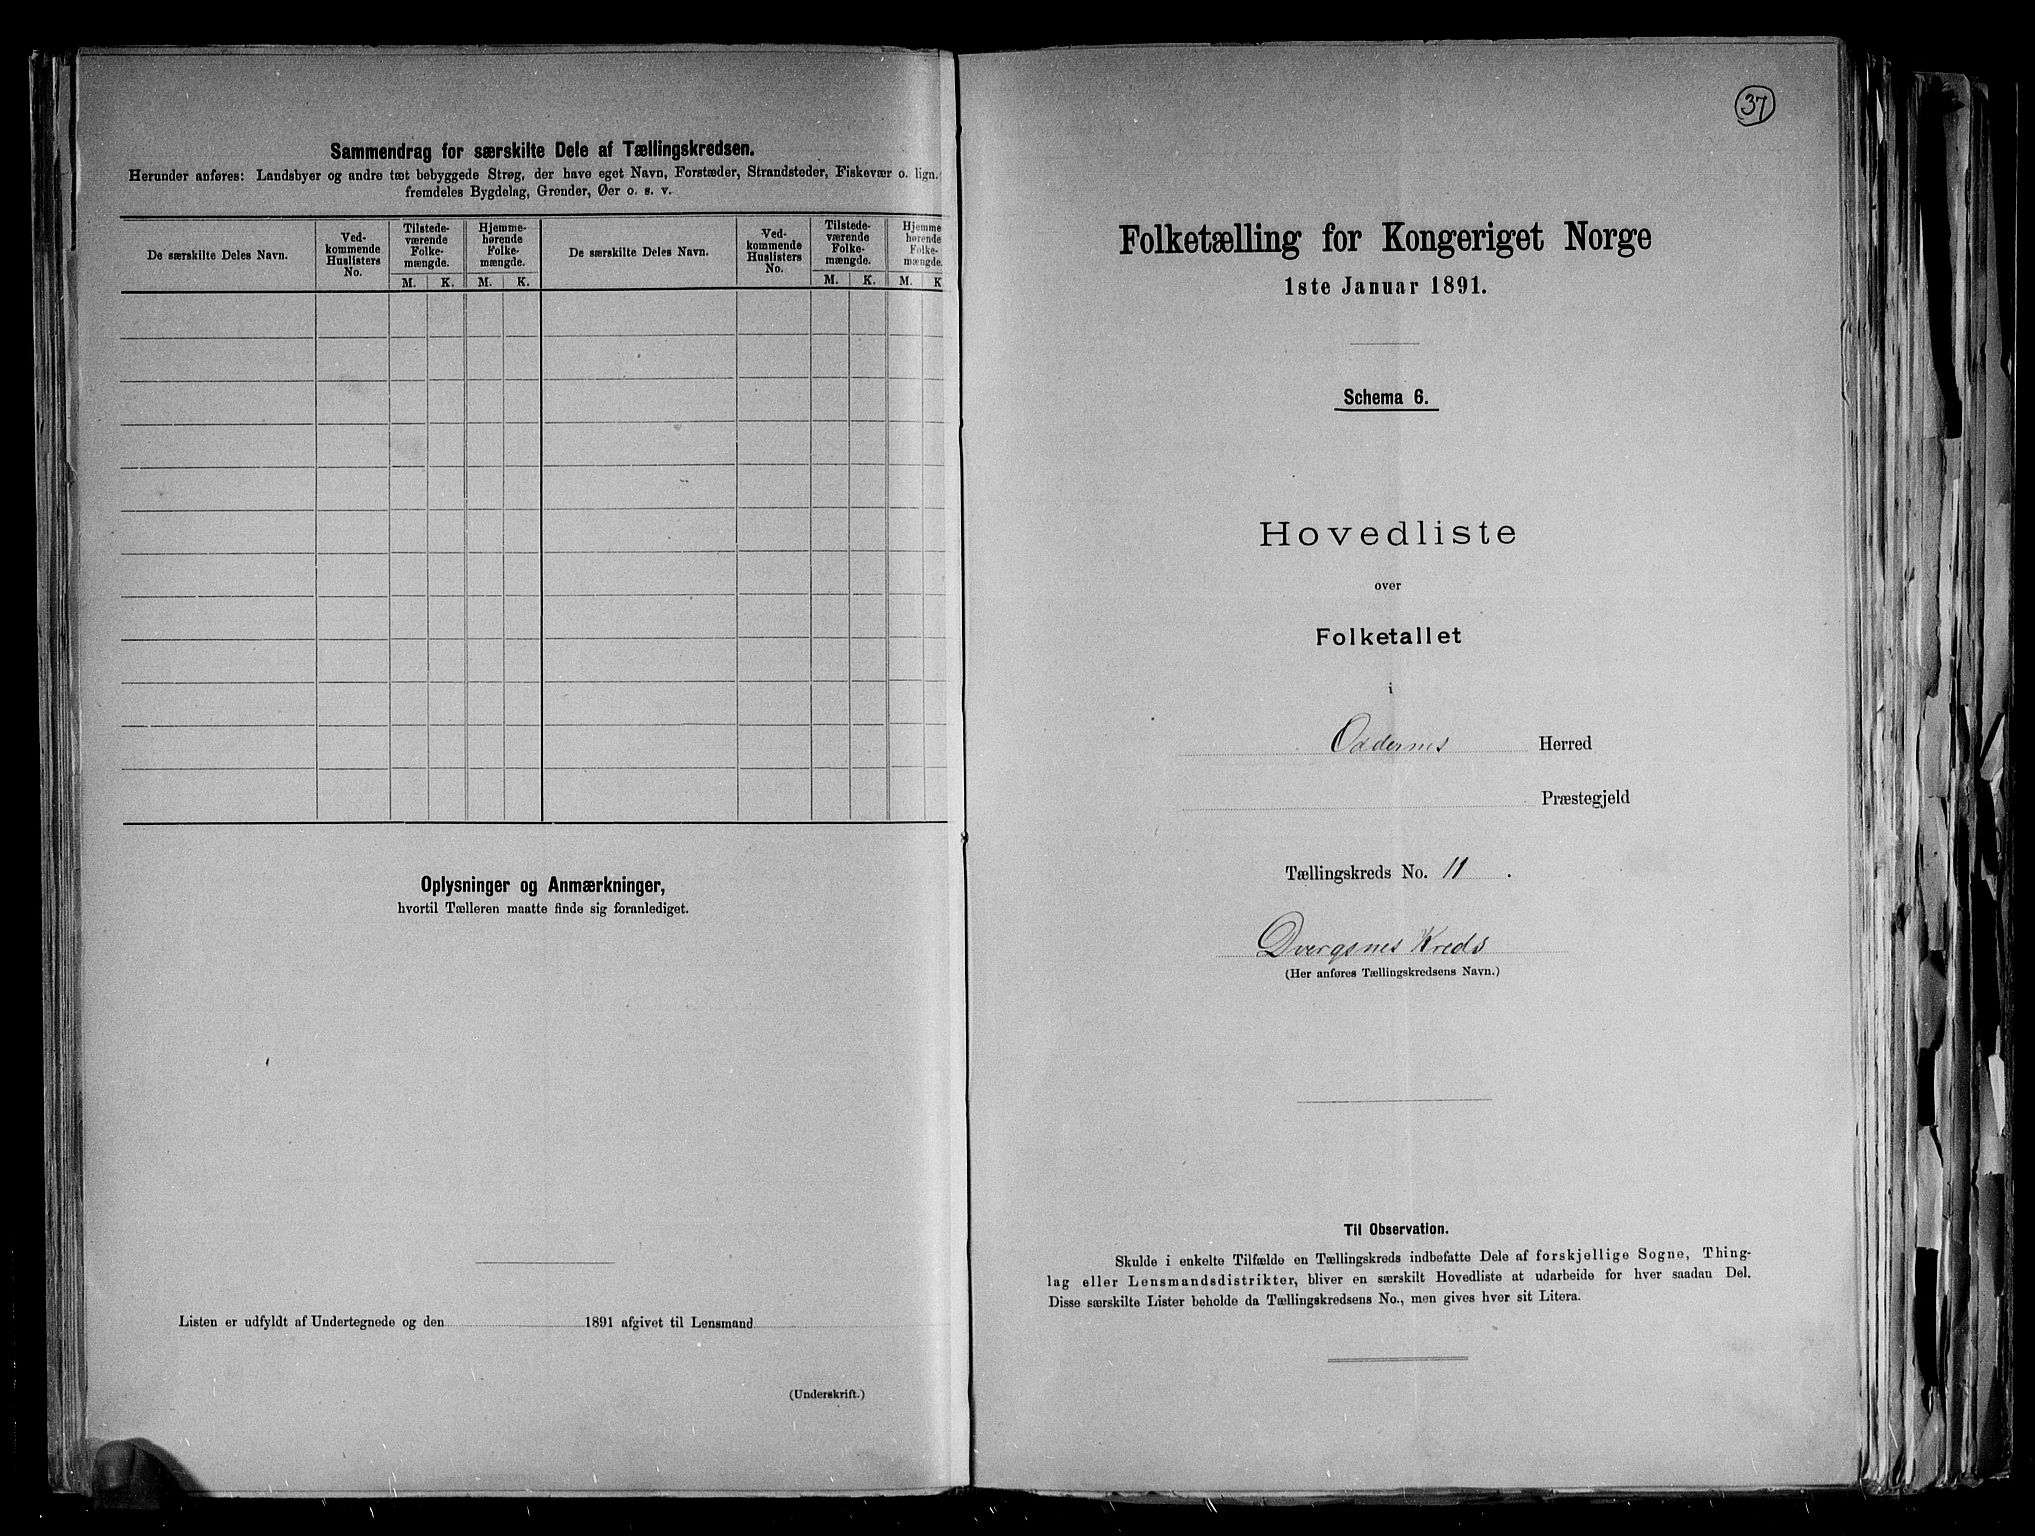 Sammendrag for særskilte Dele af Tællingskredsen.
Herunder anføres: Landsbyer og andre tæt bebyggede Strøg, der have eget Navn, Forstæder, Strandsteder, Fiskevær o. lign.
fremdeles Bygdelag, Grender, Øer o. s. v.
De særskilte Deles Navn.
Ved-
kommende
Huslisters
No.
Tilstede-
værende
Folke-
mængde.
M. K.
Hjemme-
hørende
Folke-
mængde.
M. K.
De særskilte Deles Navn.
Ved-
kommende
Huslisters
No.
Tilstede-
værende
Folke-
mængde.
M. K.
Hjemme
hørende
Folke-
mængde.
M. K
Oplysninger og Anmærkninger,
hvortil Tælleren maatte finde sig foranlediget.
Listen er udfyldt af Undertegnede og den 1891 afgivet til Lensmand
(Underskrift.)
37
Folketælling for Kongeriget Norge
1ste Januar 1891.
Schema 6.
Hovedliste
over
Folketallet
i
Oddernes Herred
Præstegjeld
Tællingskreds No. 11.
Dvergsnes Kreds
(Her anføres Tællingskredsens Navn.)
Til Observation.
Skulde i enkelte Tilfælde en Tællingskreds indbefatte Dele af forskjellige Sogne, Thing-
lag eller Lensmandsdistrikter, bliver en særskilt Hovedliste at udarbeide for hver saadan Del.
Disse særskilte Lister beholde da Tællingskredsens No., men gives hver sit Litera.